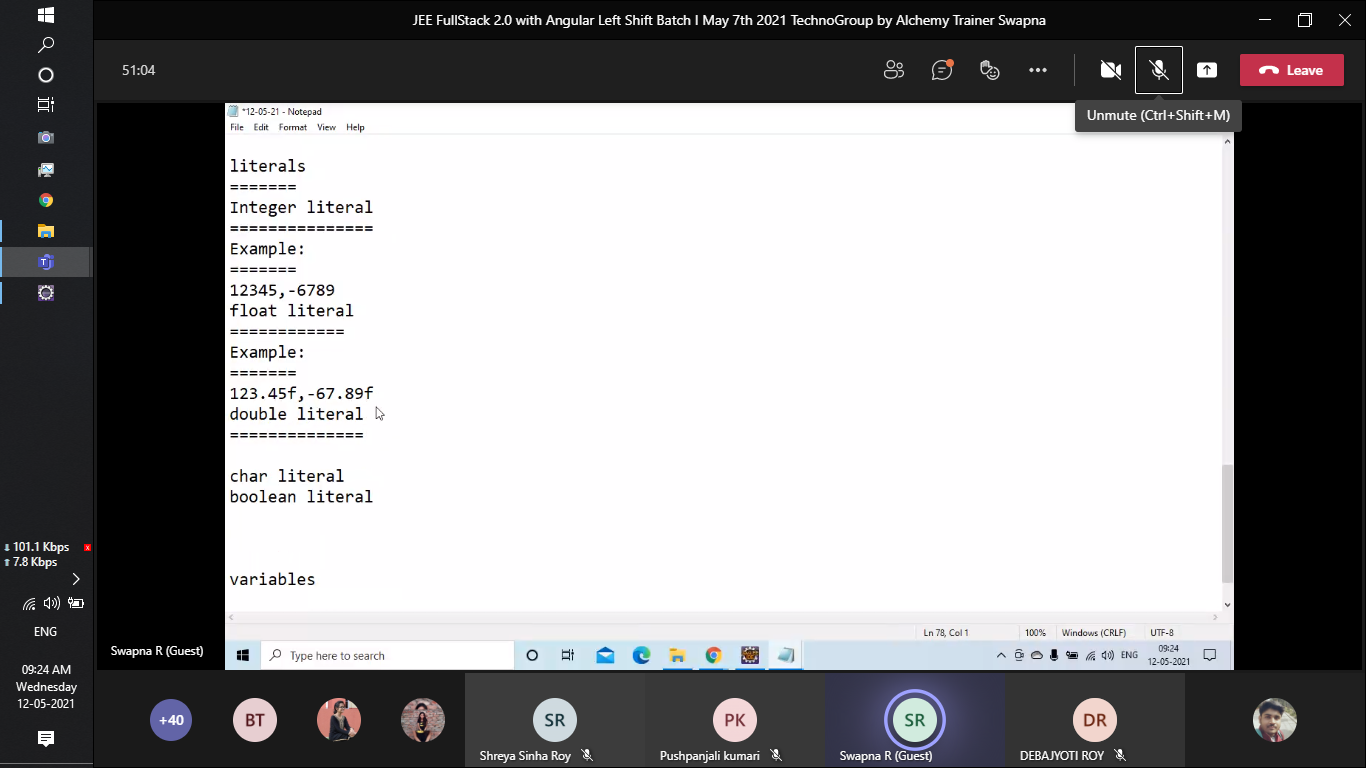 JEE FullStack 2.0 with Angular Left Shift Batch I May 7th 2021 TechnoGroup by Alchemy Trainer Swapna
51:04
Leave
Unmute (Ctrl+Shift+M)
*12-05-21 - Notepad
File Edit Format View Help
literals
=======
Integer literal
===============
Example:
=======
12345,-6789
float literal
============
Example:
=======
123.45f,-67.89f
double literal
==============
char literal
boolean literal
variables
Ln 78, Col 1 100% Windows (CRLF) UTF-8
Swapna R (Guest)
Type here to search
ENG
09:24
12-05-2021
101.1 Kbps
7.8 Kbps
ENG
09:24 AM
Wednesday
12-05-2021
+40
BT
SR
Shreya Sinha Roy
PK
Pushpanjali kumari
SR
Swapna R (Guest)
DR
DEBAJYOTI ROY